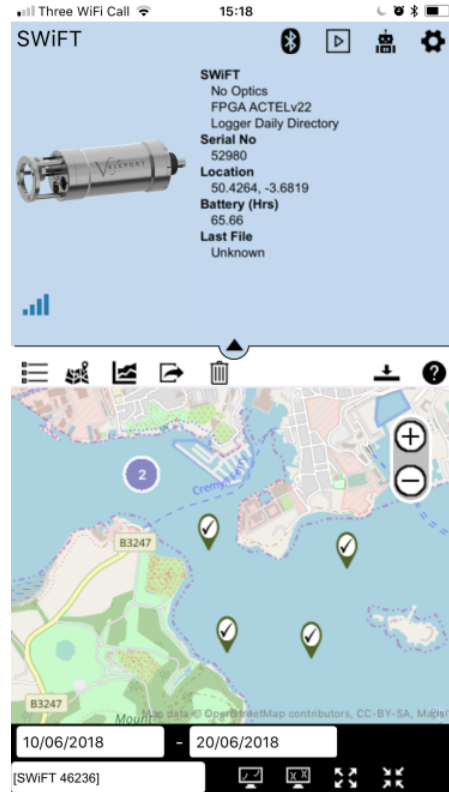 Three WiFi Call 15:18
SWiFT
SWiFT
No Optics
FPGA ACTELv22
Logger Daily Directory
Serial No
52980
Location
50.4264, -3.6819
Battery (Hrs)
65.66
Last File
Unknown
VALEPORT
2
Cremyll
B3247
B3247
Mount
Map data © OpenStreetMap contributors, CC-BY-SA,
10/06/2018 - 20/06/2018
[SWiFT 46236]